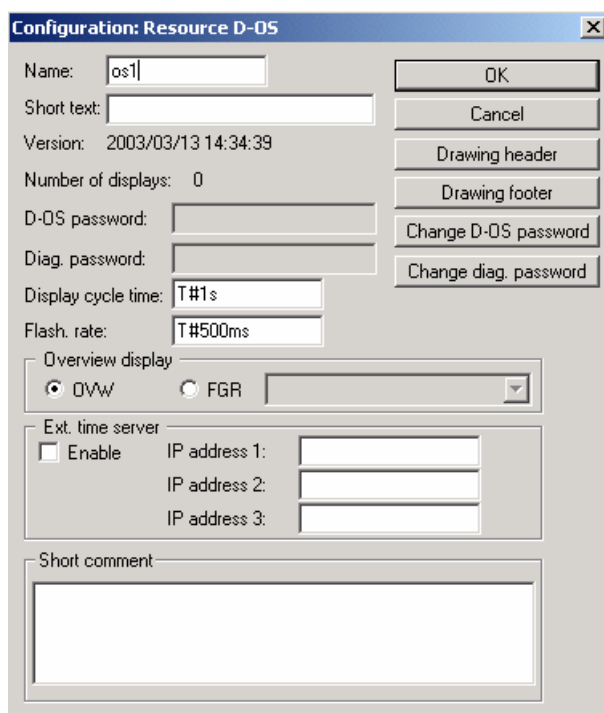 Configuration: Resource D-OS
Name: os1
OK
Short text:
Cancel
Version: 2003/03/13 14:34:39
Drawing header
Number of displays: 0
Drawing footer
D-OS password:
Change D-OS password
Diag. password:
Change diag. password
Display cycle time: T#1s
Flash. rate: T#500ms
Overview display
OVW FGR
Ext. time server
Enable IP address 1:
IP address 2:
IP address 3:
Short comment